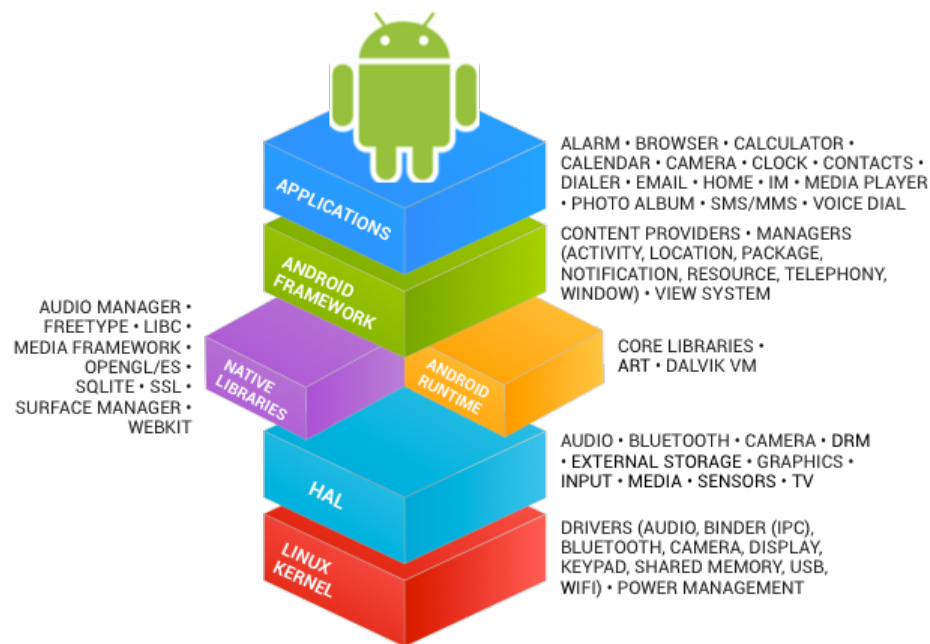 APPLICATIONS
ALARM • BROWSER • CALCULATOR •
CALENDAR • CAMERA • CLOCK • CONTACTS •
DIALER • EMAIL • HOME • IM • MEDIA PLAYER
• PHOTO ALBUM • SMS/MMS • VOICE DIAL
ANDROID
FRAMEWORK
CONTENT PROVIDERS • MANAGERS
(ACTIVITY, LOCATION, PACKAGE,
NOTIFICATION, RESOURCE, TELEPHONY,
WINDOW) • VIEW SYSTEM
AUDIO MANAGER •
FREETYPE • LIBC •
MEDIA FRAMEWORK •
OPENGL/ES •
SQLITE • SSL •
SURFACE MANAGER •
WEBKIT
NATIVE
LIBRARIES
ANDROID
RUNTIME
CORE LIBRARIES •
ART • DALVIK VM
HAL
AUDIO • BLUETOOTH • CAMERA • DRM
• EXTERNAL STORAGE • GRAPHICS •
INPUT • MEDIA • SENSORS • TV
LINUX
KERNEL
DRIVERS (AUDIO, BINDER (IPC),
BLUETOOTH, CAMERA, DISPLAY,
KEYPAD, SHARED MEMORY, USB,
WIFI) • POWER MANAGEMENT